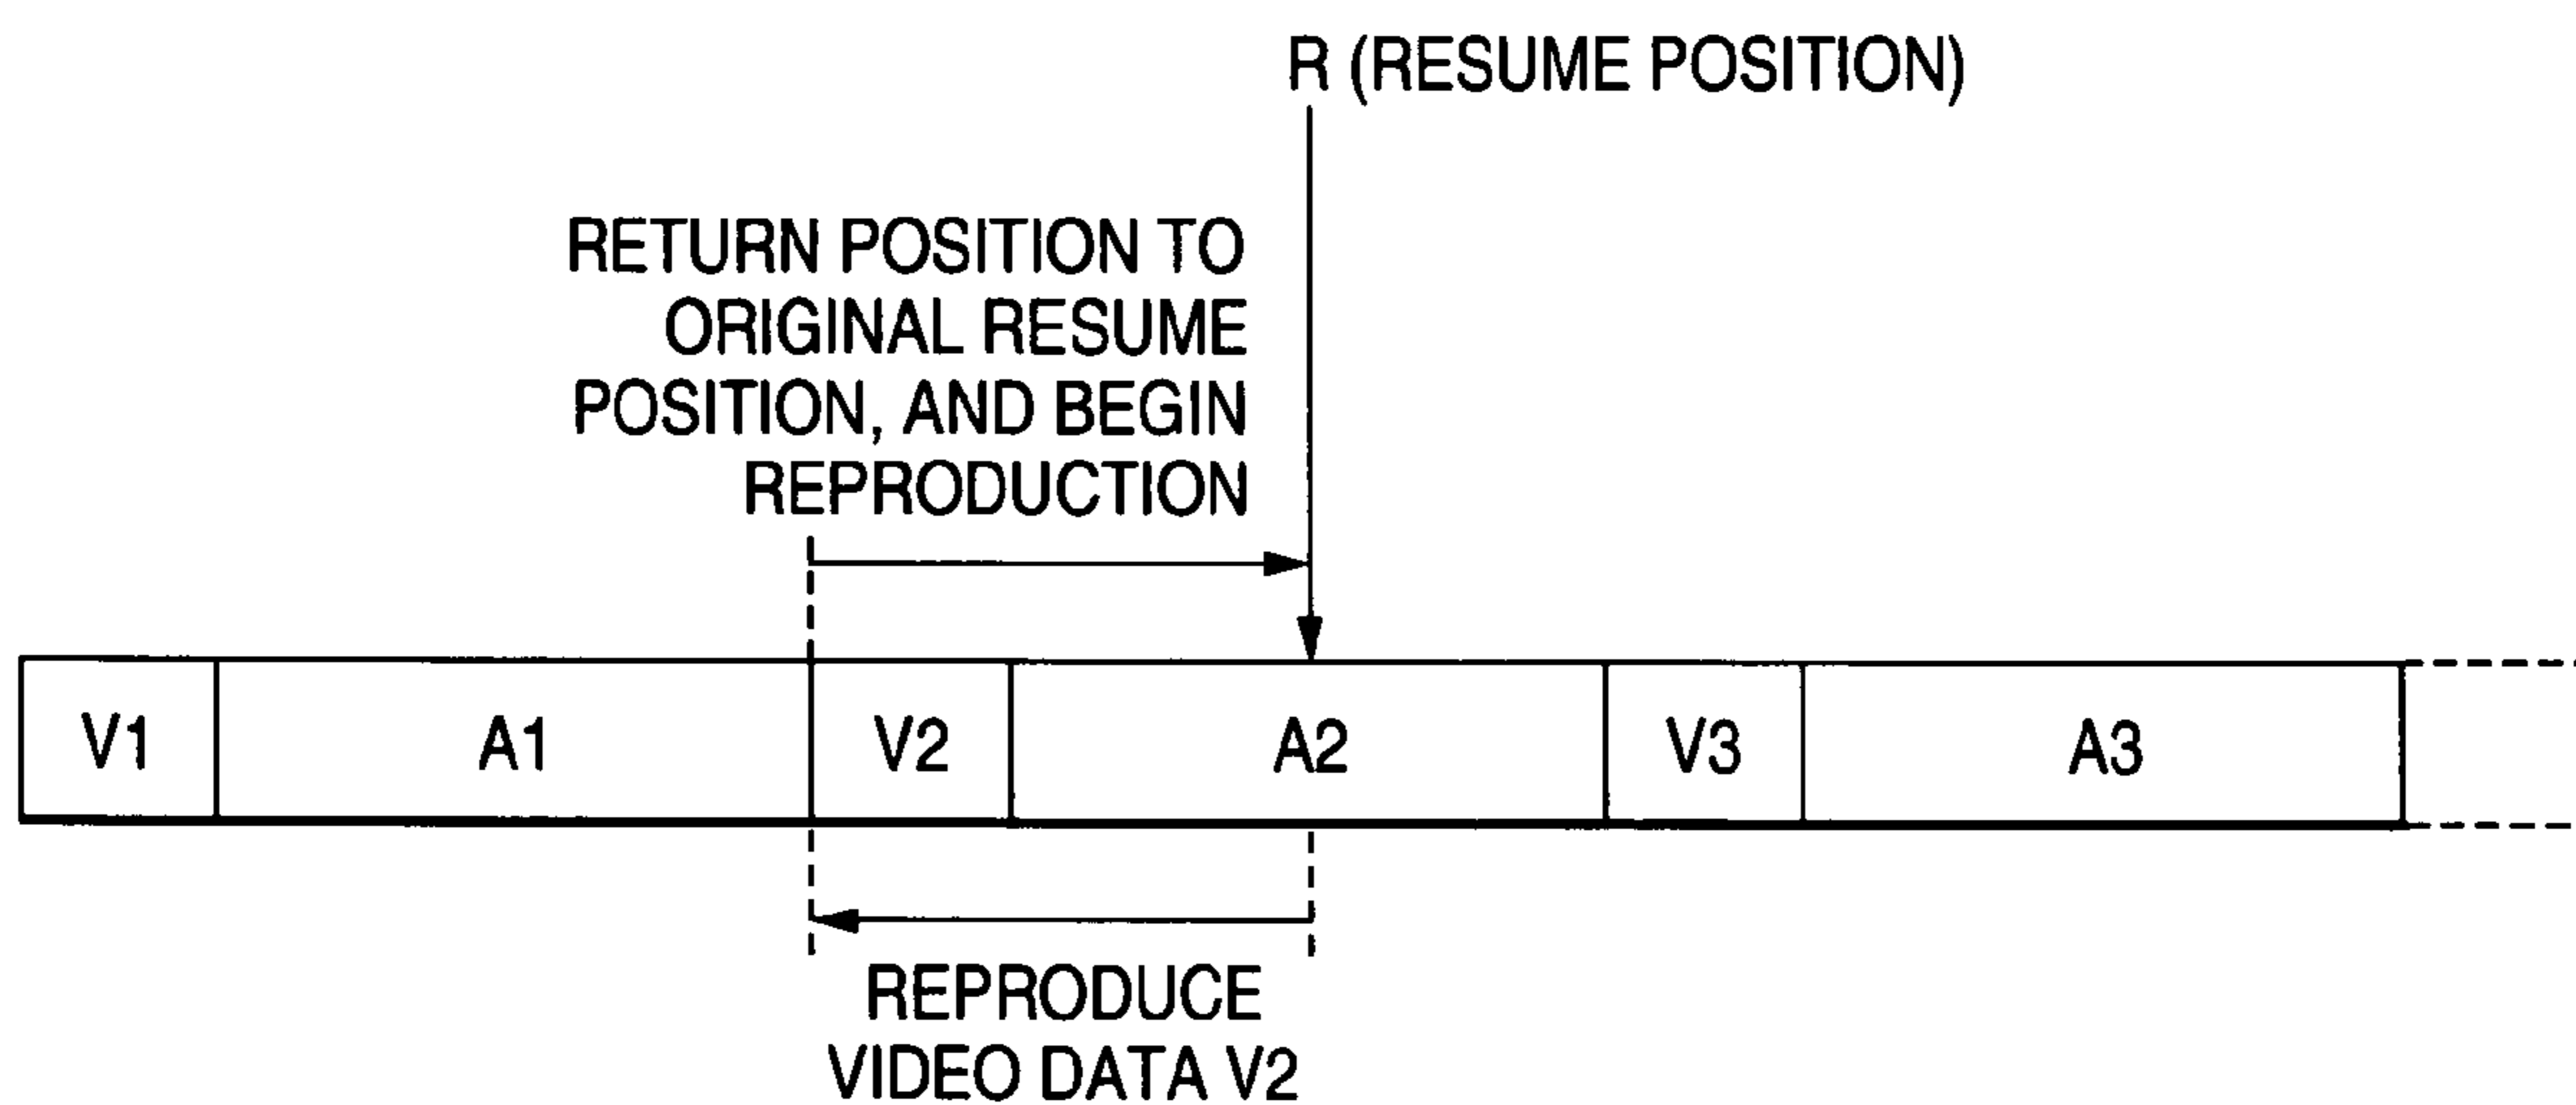 R (RESUME POSITION)
RETURN POSITION TO
ORIGINAL RESUME
POSITION, AND BEGIN
REPRODUCTION
V1 A1 V2 A2 V3 A3
REPRODUCE
VIDEO DATA V2